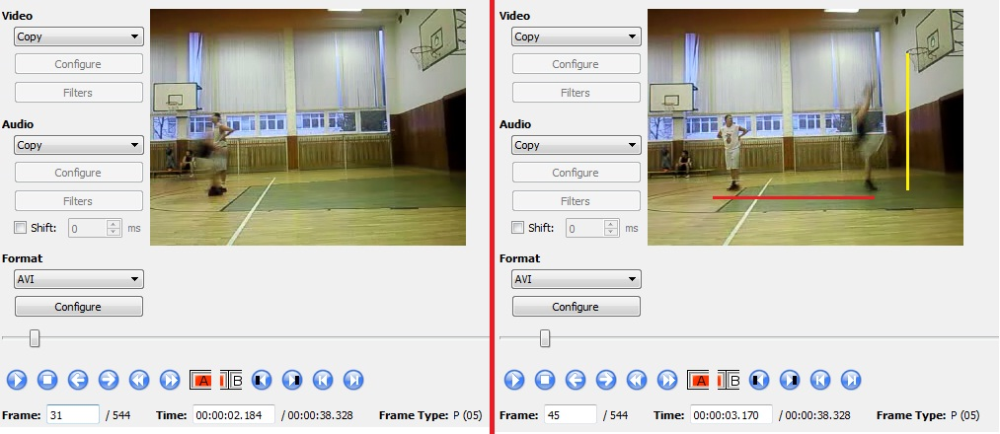 Video
Copy
Configure
Filters
Audio
Copy
Configure
Filters
Shift: 0 ms
Format
AVI
Configure
A B
Frame: 31 / 544 Time: 00:00:02.184 / 00:00:38.328 Frame Type: P (05)
Video
Copy
Configure
Filters
Audio
Copy
Configure
Filters
Shift: 0 ms
Format
AVI
Configure
A B
Frame: 45 / 544 Time: 00:00:03.170 / 00:00:38.328 Frame Type: P (05)